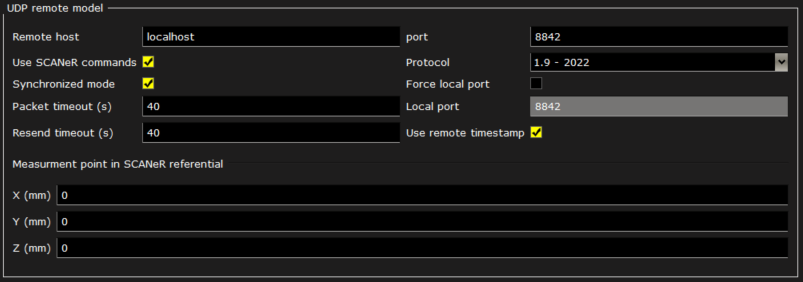 UDP remote model
Remote host localhost port 8842
Use SCANeR commands Protocol 1.9 - 2022
Synchronized mode Force local port
Packet timeout (s) 40 Local port 8842
Resend timeout (s) 40 Use remote timestamp
Measurment point in SCANeR referential
X (mm) 0
Y (mm) 0
Z (mm) 0